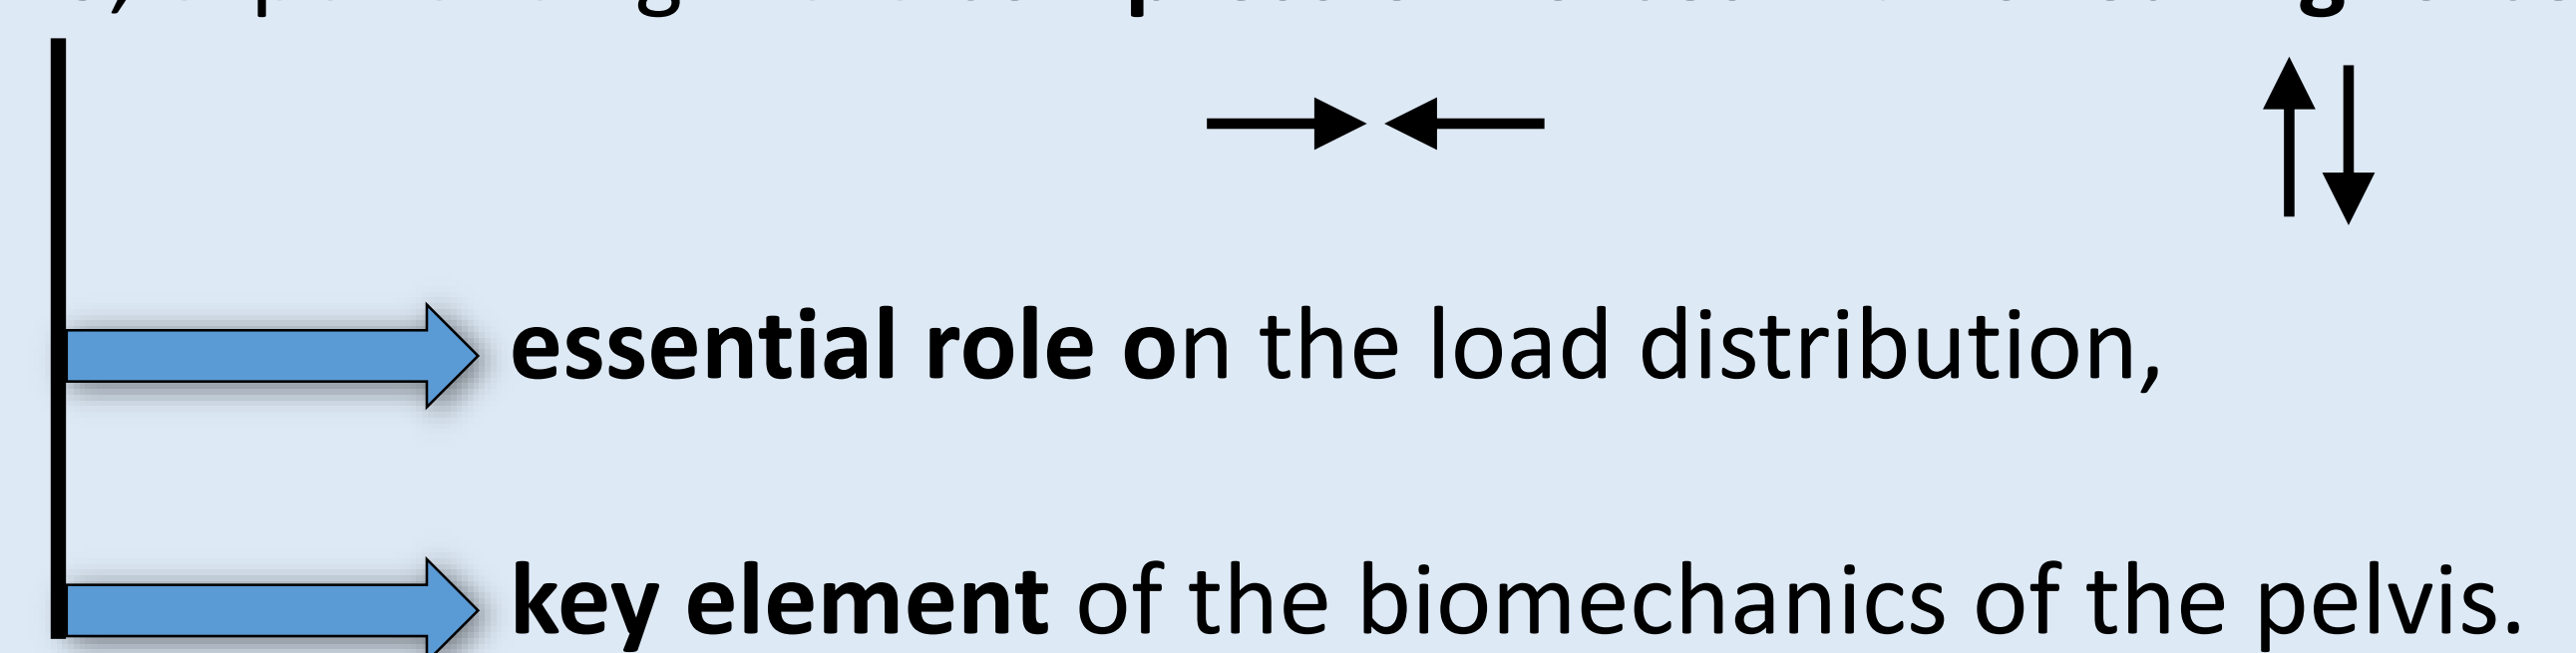 essential role on the load distribution,
key element of the biomechanics of the pelvis.